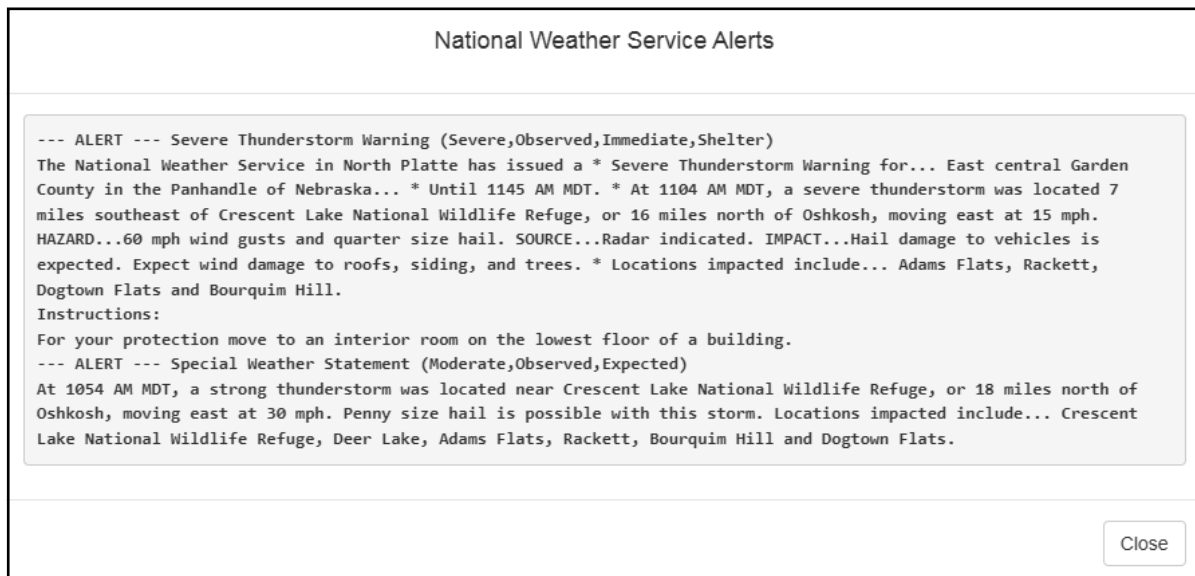 National Weather Service Alerts
--- ALERT --- Severe Thunderstorm Warning (Severe,Observed,Immediate,Shelter)
The National Weather Service in North Platte has issued a * Severe Thunderstorm Warning for... East central Garden
County in the Panhandle of Nebraska... * Until 1145 AM MDT. * At 1104 AM MDT, a severe thunderstorm was located 7
miles southeast of Crescent Lake National Wildlife Refuge, or 16 miles north of Oshkosh, moving east at 15 mph.
HAZARD...60 mph wind gusts and quarter size hail. SOURCE...Radar indicated. IMPACT...Hail damage to vehicles is
expected. Expect wind damage to roofs, siding, and trees. * Locations impacted include... Adams Flats, Rackett,
Dogtown Flats and Bourquim Hill.
Instructions:
For your protection move to an interior room on the lowest floor of a building.
--- ALERT --- Special Weather Statement (Moderate,Observed,Expected)
At 1054 AM MDT, a strong thunderstorm was located near Crescent Lake National Wildlife Refuge, or 18 miles north of
Oshkosh, moving east at 30 mph. Penny size hail is possible with this storm. Locations impacted include... Crescent
Lake National Wildlife Refuge, Deer Lake, Adams Flats, Rackett, Bourquim Hill and Dogtown Flats.
Close